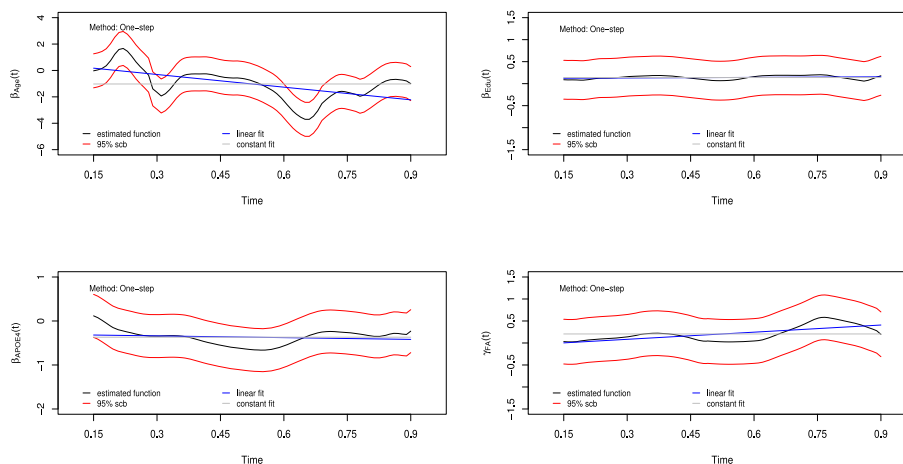 Method: One-step
β_Age(t)
4
2
0
−2
−4
−6
estimated function
95% scb
linear fit
constant fit
0.15 0.3 0.45 0.6 0.75 0.9
Time
Method: One-step
β_Edu(t)
1.5
0.5
−0.5
−1.5
estimated function
95% scb
linear fit
constant fit
0.15 0.3 0.45 0.6 0.75 0.9
Time
Method: One-step
β_APOE4(t)
1
0
−1
−2
estimated function
95% scb
linear fit
constant fit
0.15 0.3 0.45 0.6 0.75 0.9
Time
Method: One-step
γ_FA(t)
1.5
0.5
−0.5
−1.5
estimated function
95% scb
linear fit
constant fit
0.15 0.3 0.45 0.6 0.75 0.9
Time